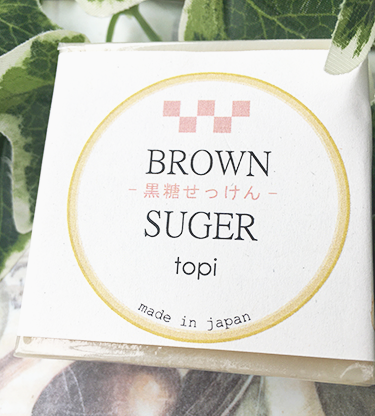 BROWN
-黒糖せっけん-
SUGER
topi
made in japan